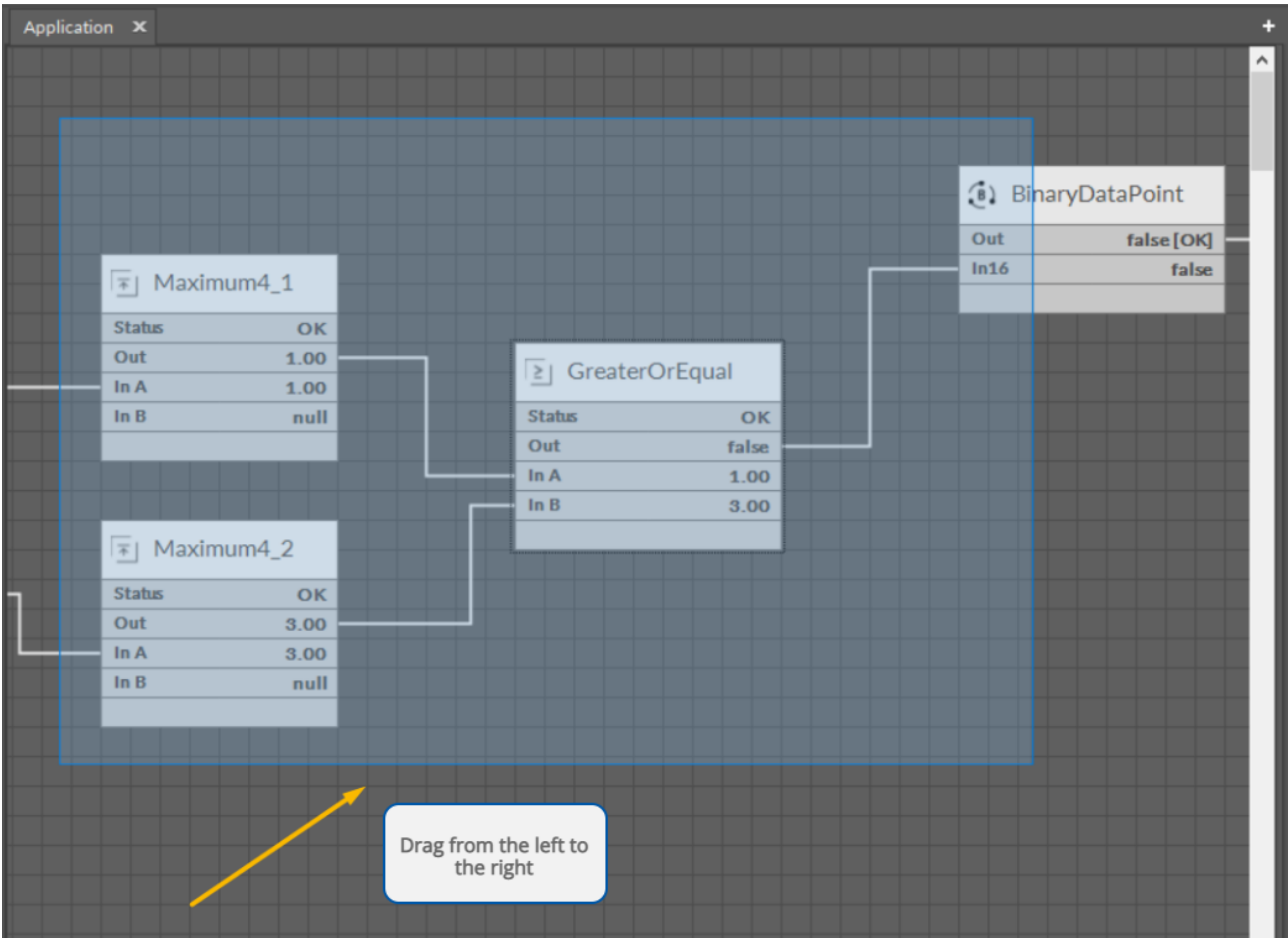 Application
BinaryDataPoint
Out false [OK]
In16 false
Maximum4_1
Status OK
Out 1.00
In A 1.00
In B null
GreaterOrEqual
Status OK
Out false
In A 1.00
In B 3.00
Maximum4_2
Status OK
Out 3.00
In A 3.00
In B null
Drag from the left to
the right